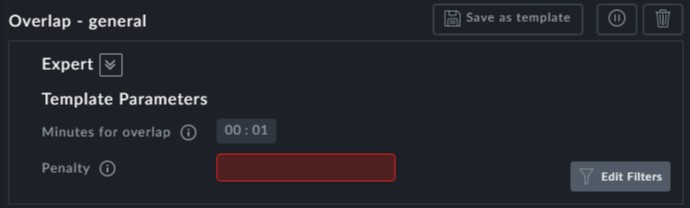 Overlap - general
Save as template
Expert
Template Parameters
Minutes for overlap
00 : 01
Penalty
Edit Filters